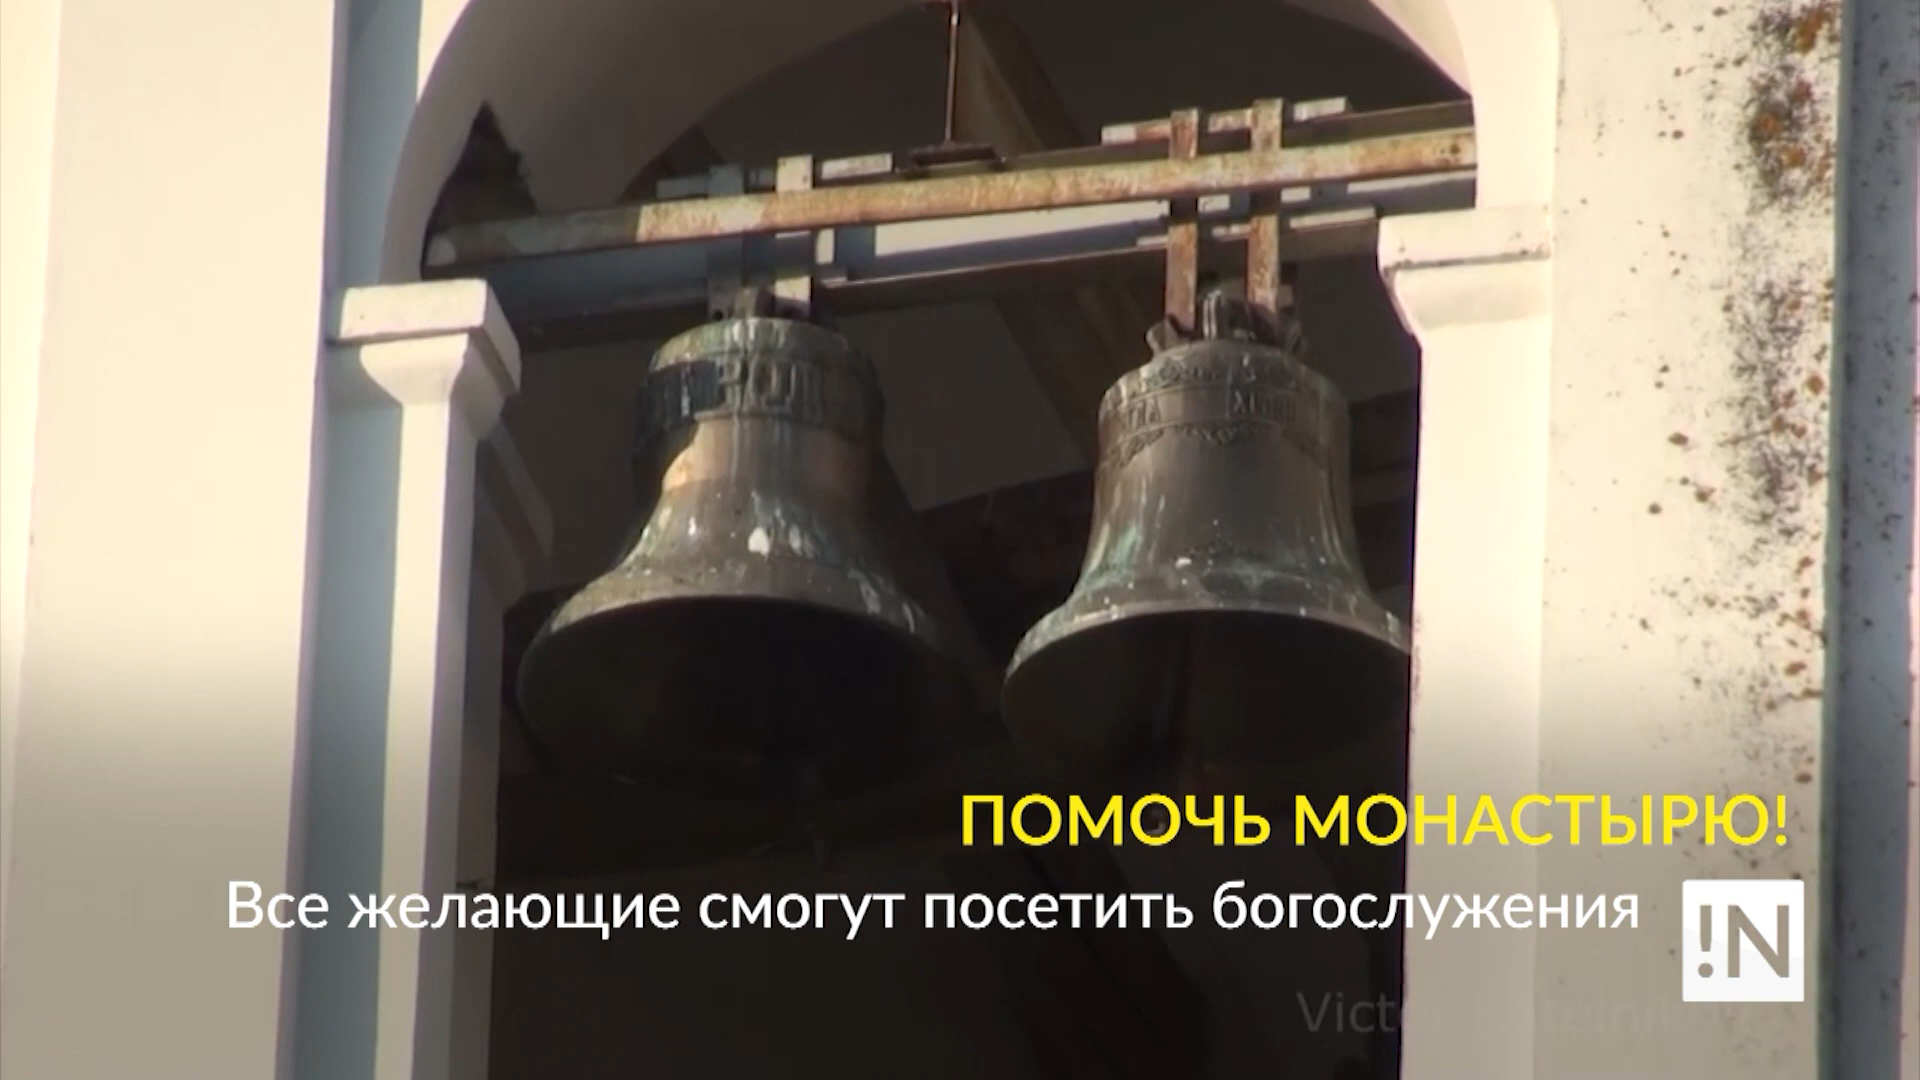 ПОМОЧЬ МОНАСТЫРЮ!
Все желающие смогут посетить богослужения
!N